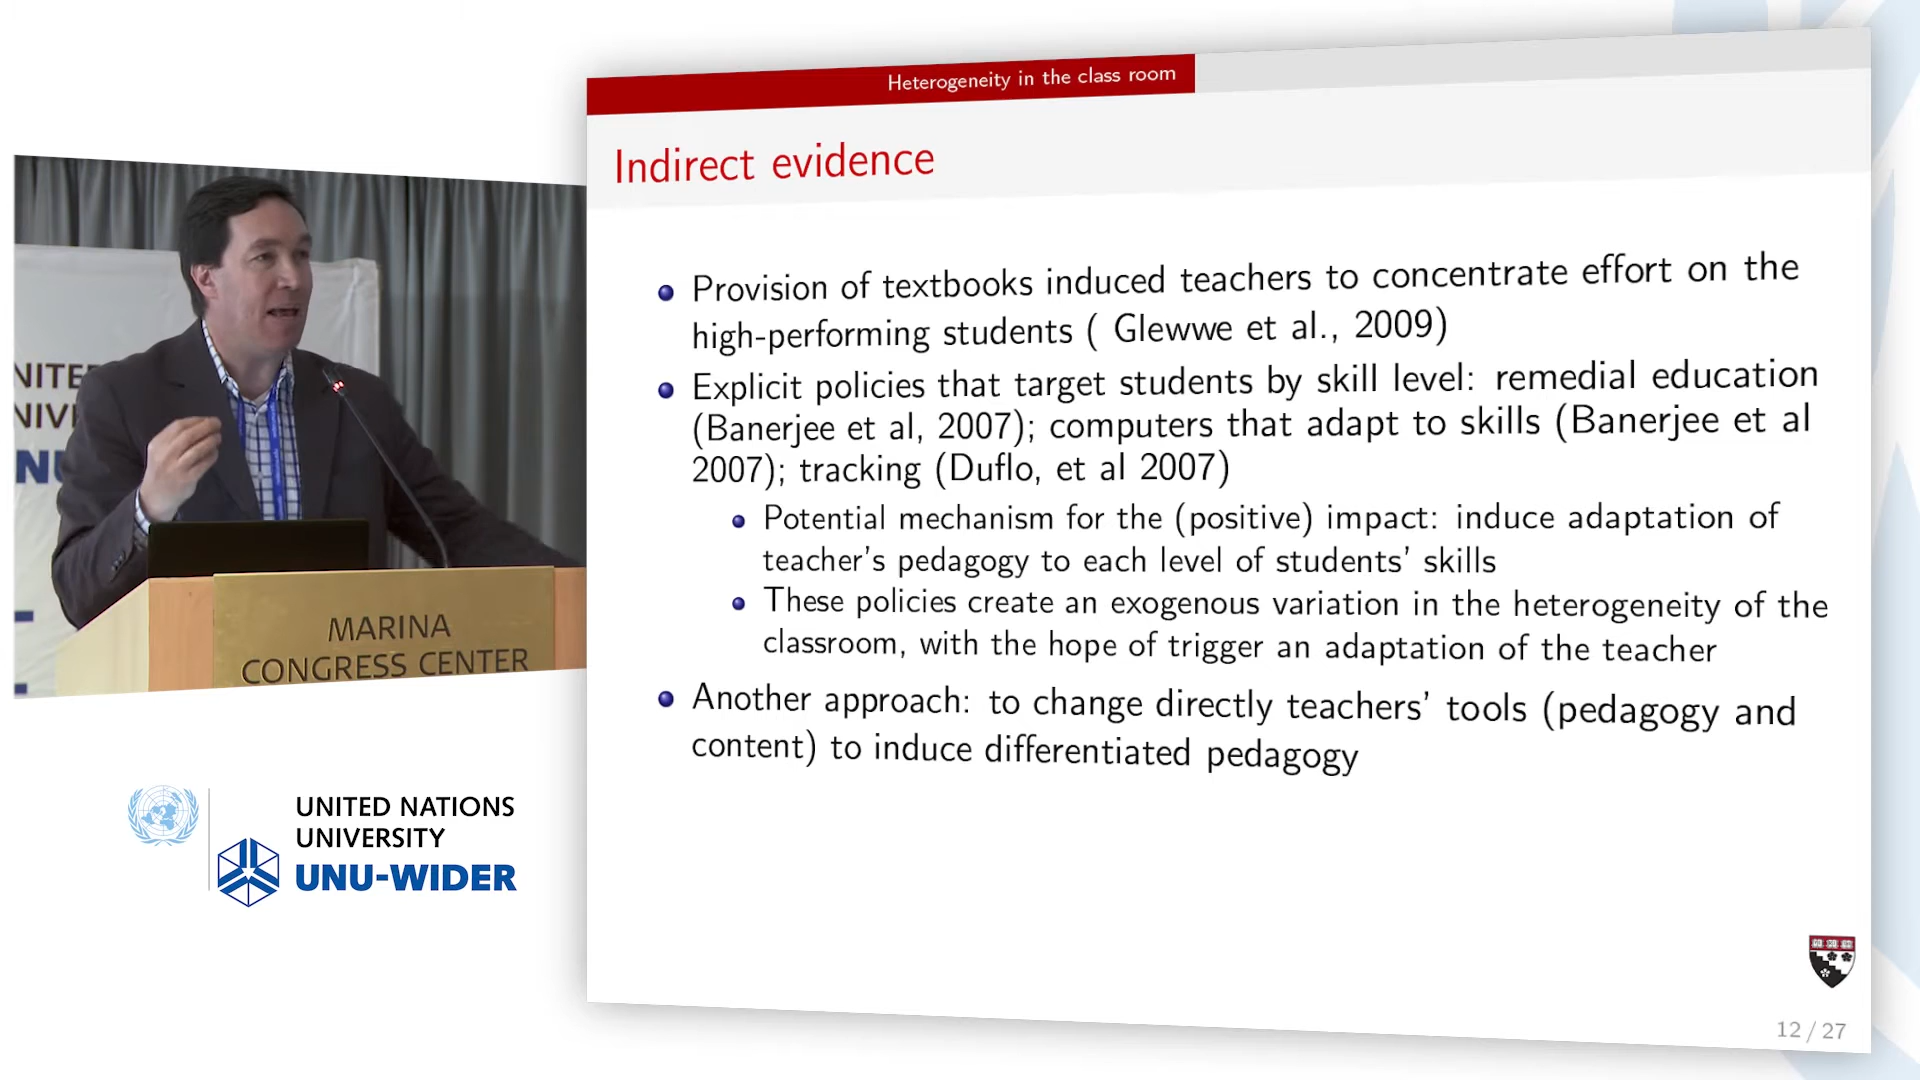 Heterogeneity in the class room
Indirect evidence
Provision of textbooks induced teachers to concentrate effort on the
high-performing students ( Glewwe et al., 2009)
Explicit policies that target students by skill level: remedial education
(Banerjee et al, 2007); computers that adapt to skills (Banerjee et al
2007); tracking (Duflo, et al 2007)
Potential mechanism for the (positive) impact: induce adaptation of
teacher's pedagogy to each level of students' skills
These policies create an exogenous variation in the heterogeneity of the
classroom, with the hope of trigger an adaptation of the teacher
Another approach: to change directly teachers' tools (pedagogy and
content) to induce differentiated pedagogy
12 / 27
NITE
NIVE
NU
MARINA
CONGRESS CENTER
UNITED NATIONS
UNIVERSITY
UNU-WIDER